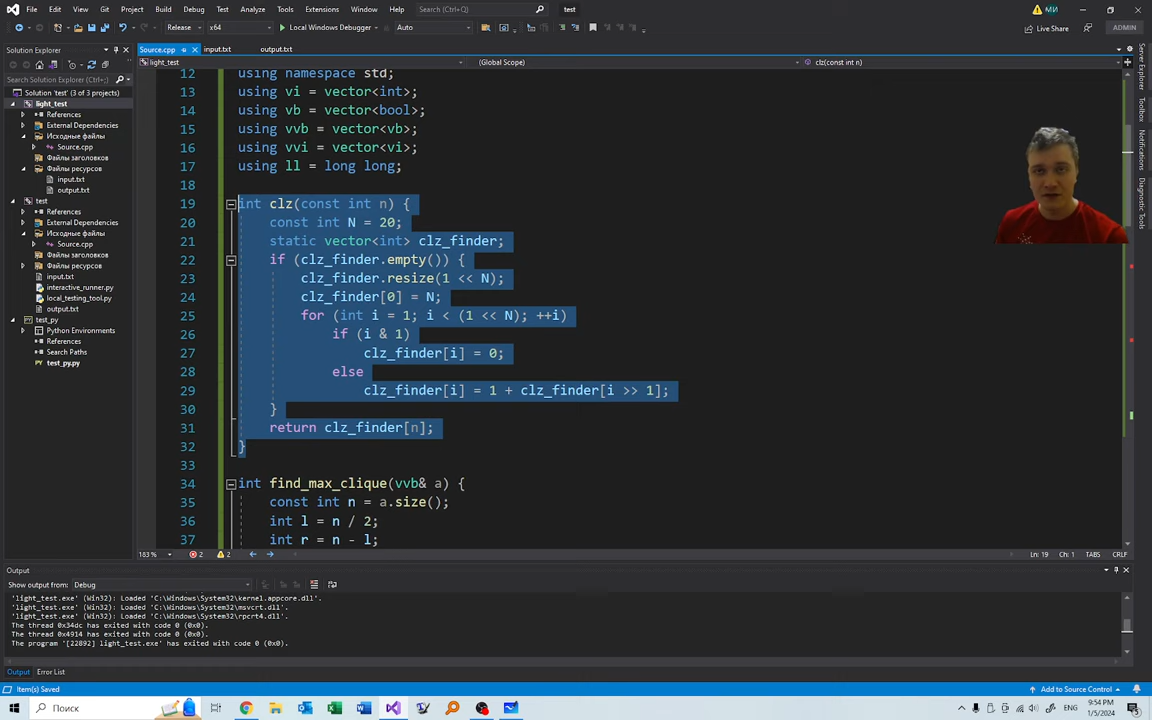 File Edit View Git Project Build Debug Test Analyze Tools Extensions Window Help Search (Ctrl+Q) test МИ
Release x64 Local Windows Debugger Auto Live Share ADMIN
Solution Explorer
Search Solution Explorer (Ctrl+;)
Solution 'test' (3 of 3 projects)
light_test
References
External Dependencies
Исходные файлы
Source.cpp
Файлы заголовков
Файлы ресурсов
input.txt
output.txt
test
References
External Dependencies
Исходные файлы
Source.cpp
Файлы заголовков
Файлы ресурсов
input.txt
interactive_runner.py
local_testing_tool.py
output.txt
test_py
Python Environments
References
Search Paths
test_py.py
Source.cpp input.txt output.txt
light_test (Global Scope) clz(const int n)
12 using namespace std;
13 using vi = vector<int>;
14 using vb = vector<bool>;
15 using vvb = vector<vb>;
16 using vvi = vector<vi>;
17 using ll = long long;
18
19 int clz(const int n) {
20 const int N = 20;
21 static vector<int> clz_finder;
22 if (clz_finder.empty()) {
23 clz_finder.resize(1 << N);
24 clz_finder[0] = N;
25 for (int i = 1; i < (1 << N); ++i)
26 if (i & 1)
27 clz_finder[i] = 0;
28 else
29 clz_finder[i] = 1 + clz_finder[i >> 1];
30 }
31 return clz_finder[n];
32 }
33
34 int find_max_clique(vvb& a) {
35 const int n = a.size();
36 int l = n / 2;
37 int r = n - l;
Server Explorer
Toolbox
Notifications
Diagnostic Tools
183 % 2 2 Ln: 19 Ch: 1 TABS CRLF
Output
Show output from: Debug
'light_test.exe' (Win32): Loaded 'C:\Windows\System32\kernel.appcore.dll'.
'light_test.exe' (Win32): Loaded 'C:\Windows\System32\msvcrt.dll'.
'light_test.exe' (Win32): Loaded 'C:\Windows\System32\rpcrt4.dll'.
The thread 0x34dc has exited with code 0 (0x0).
The thread 0x4914 has exited with code 0 (0x0).
The program '[22892] light_test.exe' has exited with code 0 (0x0).
Output Error List
Item(s) Saved Add to Source Control
Поиск ENG 9:54 PM
1/5/2024